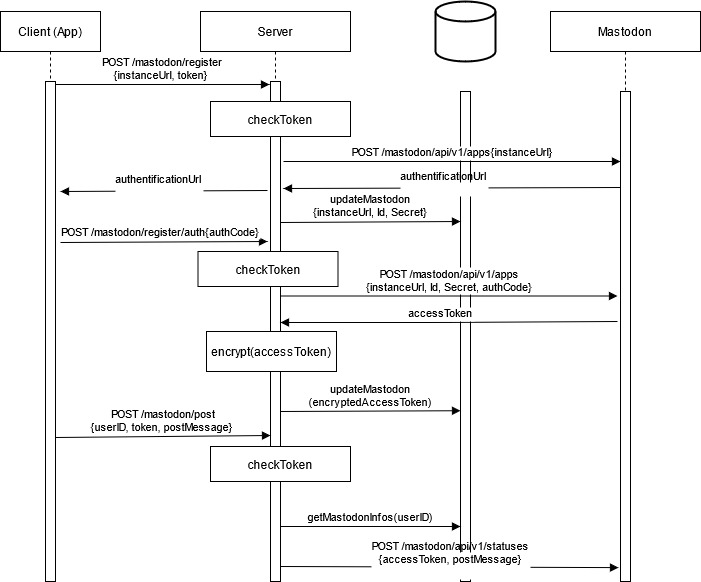 Client (App)
Server
Mastodon
POST /mastodon/register
{instanceUrl, token}
checkToken
POST /mastodon/api/v1/apps{instanceUrl}
authentificationUrl
authentificationUrl
updateMastodon
{instanceUrl, Id, Secret}
POST /mastodon/register/auth{authCode}
checkToken
POST /mastodon/api/v1/apps
{instanceUrl, Id, Secret, authCode}
accessToken
encrypt(accessToken)
updateMastodon
(encryptedAccessToken)
POST /mastodon/post
{userID, token, postMessage}
checkToken
getMastodonInfos(userID)
POST /mastodon/api/v1/statuses
{accessToken, postMessage}